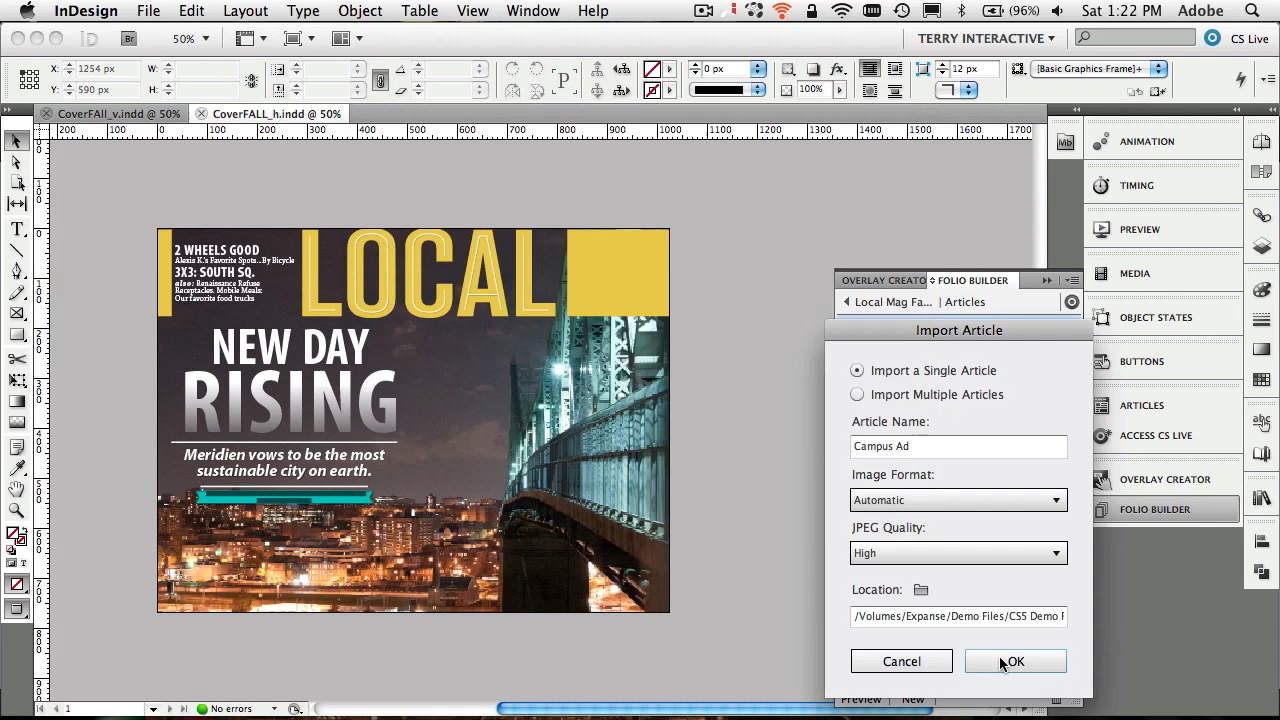 InDesign File Edit Layout Type Object Table View Window Help (96%) Sat 1:22 PM Adobe
Br 50% TERRY INTERACTIVE CS Live
X: 1254 px W: 0 px 12 px [Basic Graphics Frame]+
Y: 590 px H: 100%
CoverFAll_v.indd @ 50% CoverFALL_h.indd @ 50%
200 100 0 100 200 300 400 500 600 700 800 900 1000 1100 1200 1300 1400 1500 1600 1700
Mb ANIMATION
TIMING
PREVIEW
MEDIA
OBJECT STATES
BUTTONS
ARTICLES
ACCESS CS LIVE
OVERLAY CREATOR
FOLIO BUILDER
LOCAL
2 WHEELS GOOD
Alexis K.'s Favorite Spots...By Bicycle
3X3: SOUTH SQ.
also: Renaissance Refuse
Receptacles. Mobile Meals:
Our favorite food trucks
NEW DAY
RISING
Meridien vows to be the most
sustainable city on earth.
OVERLAY CREATO FOLIO BUILDER
Local Mag Fa... | Articles
Import Article
Import a Single Article
Import Multiple Articles
Article Name:
Campus Ad
Image Format:
Automatic
JPEG Quality:
High
Location:
/Volumes/Expanse/Demo Files/CS5 Demo F
Cancel OK
Preview New
1 No errors